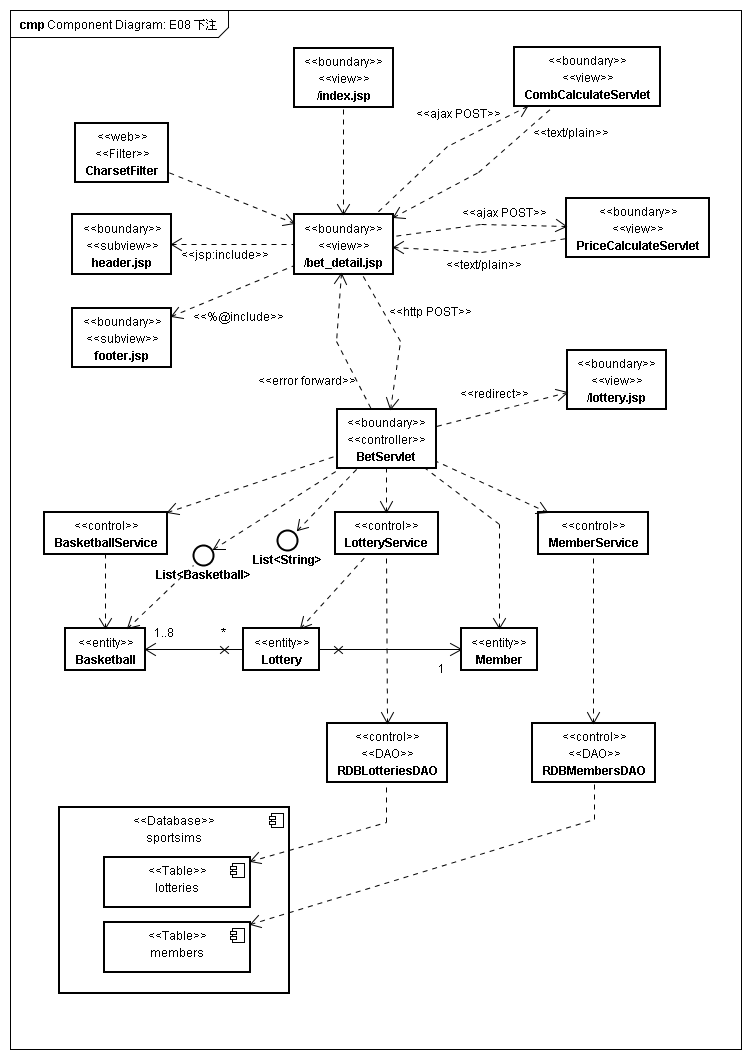 cmp Component Diagram: E08 下注
<<boundary>>
<<view>>
/index.jsp
<<boundary>>
<<view>>
CombCalculateServlet
<<ajax POST>>
<<text/plain>>
<<web>>
<<Filter>>
CharsetFilter
<<boundary>>
<<subview>>
header.jsp
<<jsp:include>>
<<boundary>>
<<view>>
/bet_detail.jsp
<<ajax POST>>
<<text/plain>>
<<boundary>>
<<view>>
PriceCalculateServlet
<<boundary>>
<<subview>>
footer.jsp
<<%@include>>
<<http POST>>
<<error forward>>
<<boundary>>
<<view>>
/lottery.jsp
<<redirect>>
<<boundary>>
<<controller>>
BetServlet
<<control>>
BasketballService
List<Basketball>
List<String>
<<control>>
LotteryService
<<control>>
MemberService
<<entity>>
Basketball
1..8
*
<<entity>>
Lottery
1
<<entity>>
Member
<<control>>
<<DAO>>
RDBLotteriesDAO
<<control>>
<<DAO>>
RDBMembersDAO
<<Database>>
sportsims
<<Table>>
lotteries
<<Table>>
members